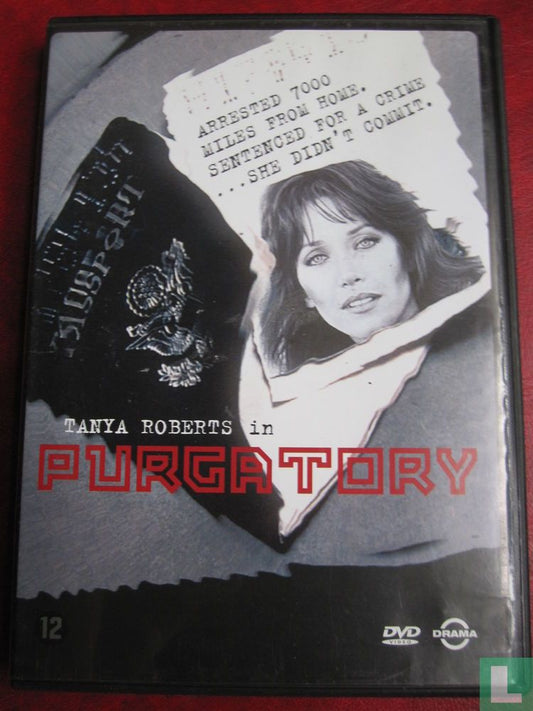 ARRESTED 7000
MILES FROM HOME.
SENTENCED FOR A CRIME
...SHE DIDN'T COMMIT.
TANYA ROBERTS in
PURGATORY
12
DVD
VIDEO
DRAMA
L